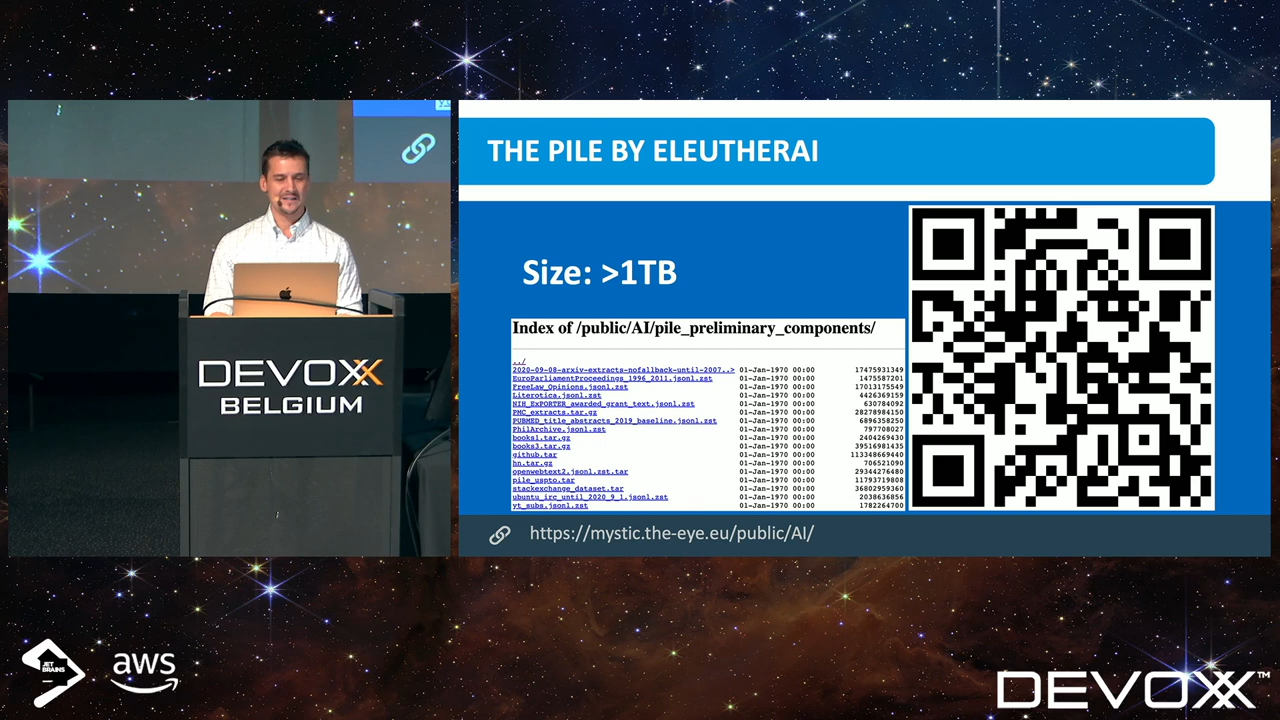 THE PILE BY ELEUTHERAI
Size: >1TB
Index of /public/AI/pile_preliminary_components/
../
2020-09-08-arxiv-extracts-nofallback-until-2007..> 01-Jan-1970 00:00 17475931349
EuroParliamentProceedings_1996_2011.jsonl.zst 01-Jan-1970 00:00 1475587201
FreeLaw_Opinions.jsonl.zst 01-Jan-1970 00:00 17013175549
Literotica.jsonl.zst 01-Jan-1970 00:00 4426369159
NIH_ExPORTER_awarded_grant_text.jsonl.zst 01-Jan-1970 00:00 630784092
PMC_extracts.tar.gz 01-Jan-1970 00:00 28278984150
PUBMED_title_abstracts_2019_baseline.jsonl.zst 01-Jan-1970 00:00 6896358250
PhilArchive.jsonl.zst 01-Jan-1970 00:00 797708027
books1.tar.gz 01-Jan-1970 00:00 2404269430
books3.tar.gz 01-Jan-1970 00:00 39516981435
github.tar 01-Jan-1970 00:00 113348669440
hn.tar.gz 01-Jan-1970 00:00 706521090
openwebtext2.jsonl.zst.tar 01-Jan-1970 00:00 29344276480
pile_uspto.tar 01-Jan-1970 00:00 11793719808
stackexchange_dataset.tar 01-Jan-1970 00:00 36802959360
ubuntu_irc_until_2020_9_1.jsonl.zst 01-Jan-1970 00:00 2038636856
yt_subs.jsonl.zst 01-Jan-1970 00:00 1782264700
https://mystic.the-eye.eu/public/AI/
DEVOXX
BELGIUM
JET
BRAINS
aws
DEVOXX™